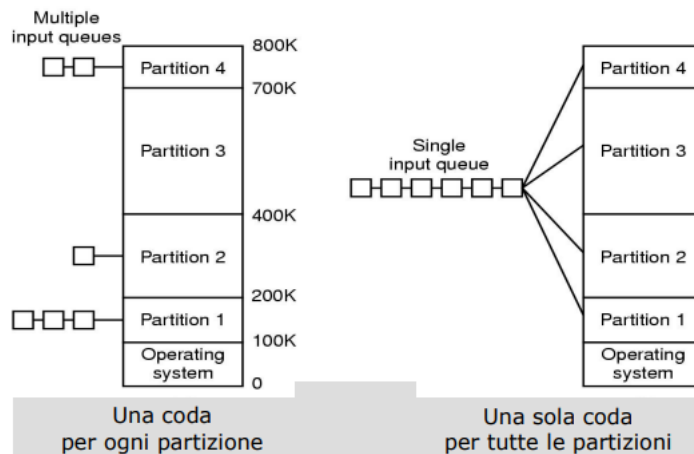 Multiple
input queues
800K
Partition 4
700K
Partition 3
400K
Partition 2
200K
Partition 1
100K
Operating
system
0
Una coda
per ogni partizione
Single
input queue
Partition 4
Partition 3
Partition 2
Partition 1
Operating
system
Una sola coda
per tutte le partizioni